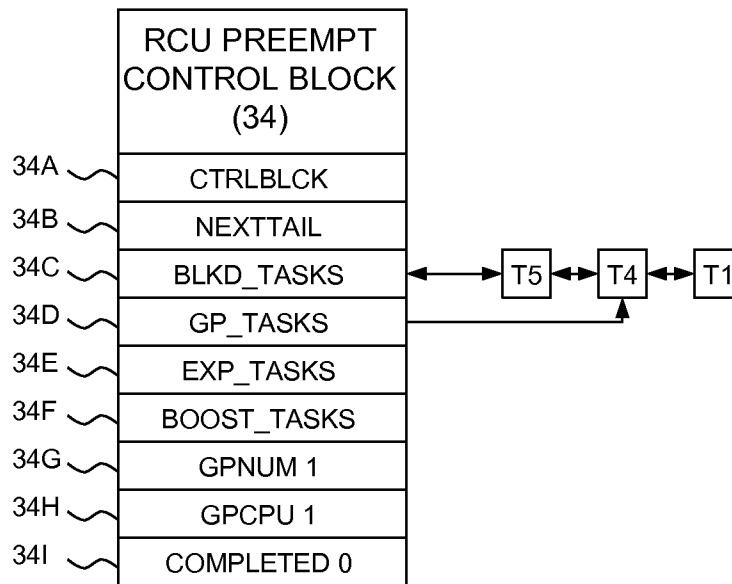 RCU PREEMPT
CONTROL BLOCK
(34)
34A CTRLBLCK
34B NEXTTAIL
34C BLKD_TASKS T5 T4 T1
34D GP_TASKS
34E EXP_TASKS
34F BOOST_TASKS
34G GPNUM 1
34H GPCPU 1
34I COMPLETED 0